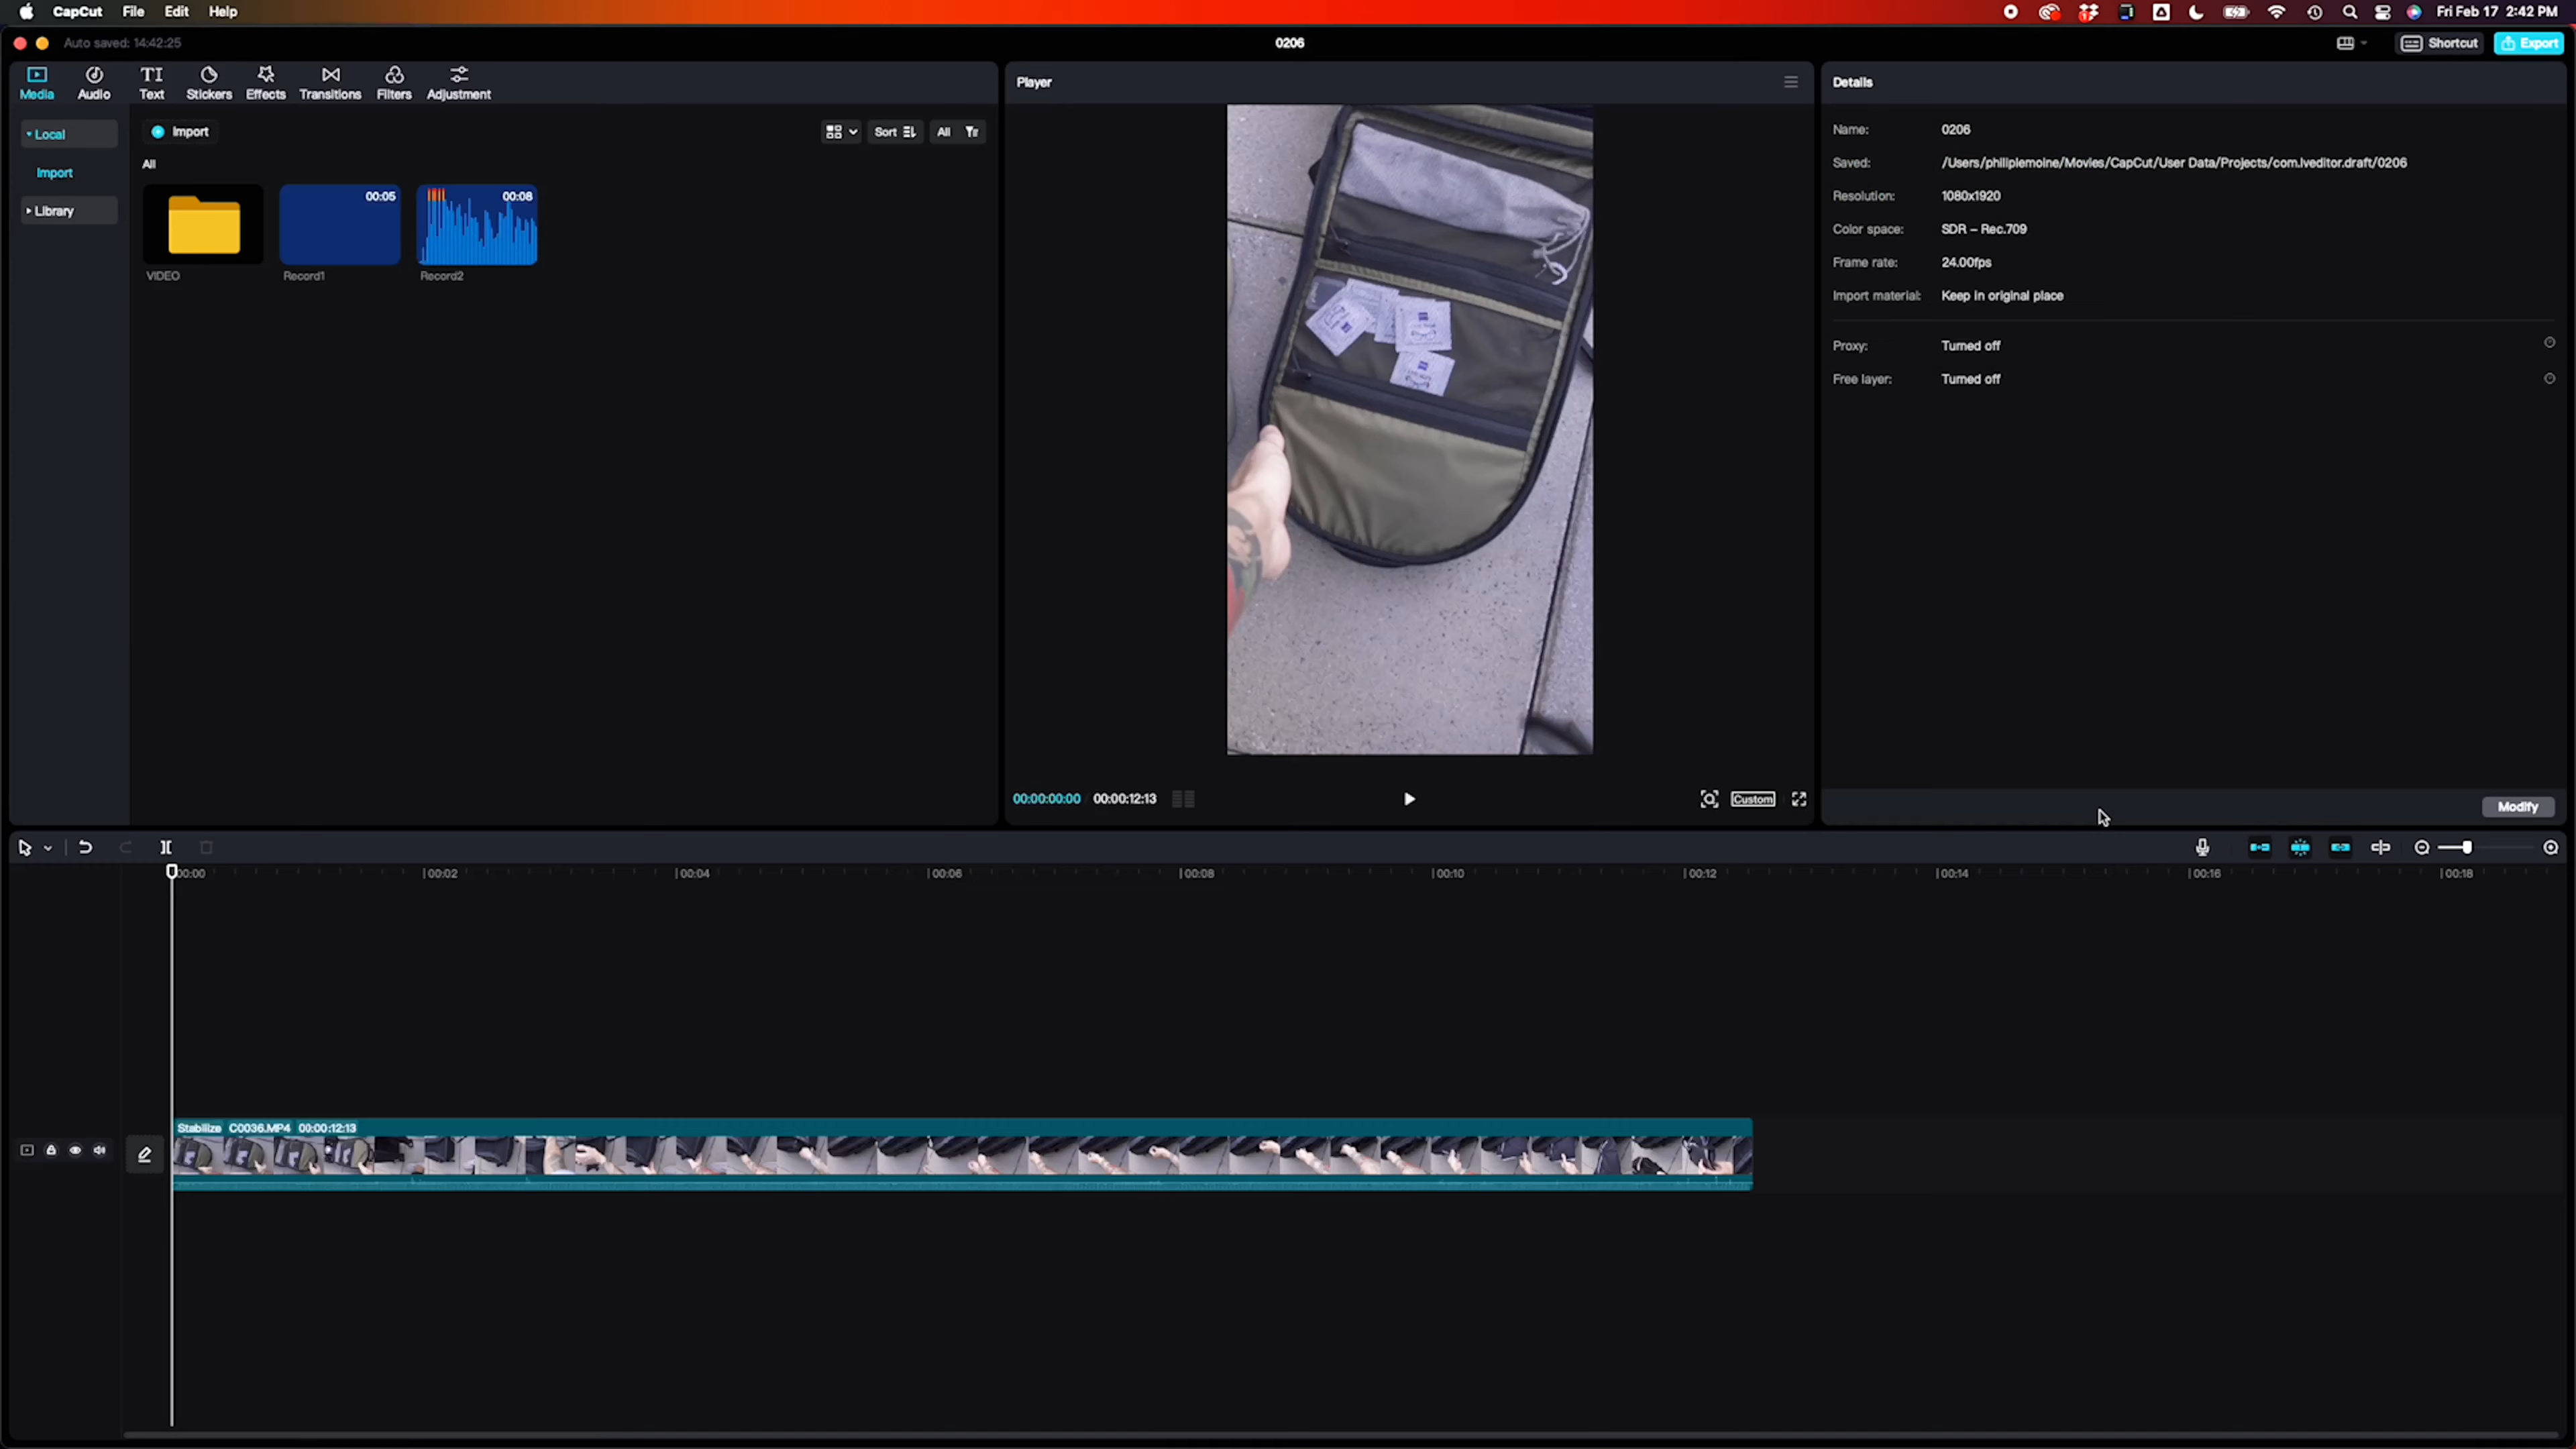 CapCut File Edit Help Fri Feb 17 2:42 PM
Auto saved: 14:42:25 0206 Shortcut Export
Media Audio TI Text Stickers Effects Transitions Filters Adjustment
Player
Details
Local
Import
Library
Import Sort All
All
00:05 00:08
VIDEO Record1 Record2
Name: 0206
Saved: /Users/philiplemoine/Movies/CapCut/User Data/Projects/com.lveditor.draft/0206
Resolution: 1080x1920
Color space: SDR – Rec.709
Frame rate: 24.00fps
Import material: Keep in original place
Proxy: Turned off
Free layer: Turned off
00:00:00:00 00:00:12:13 Custom
Modify
00:00 00:02 00:04 00:06 00:08 00:10 00:12 00:14 00:16 00:18
Stabilize C0036.MP4 00:00:12:13